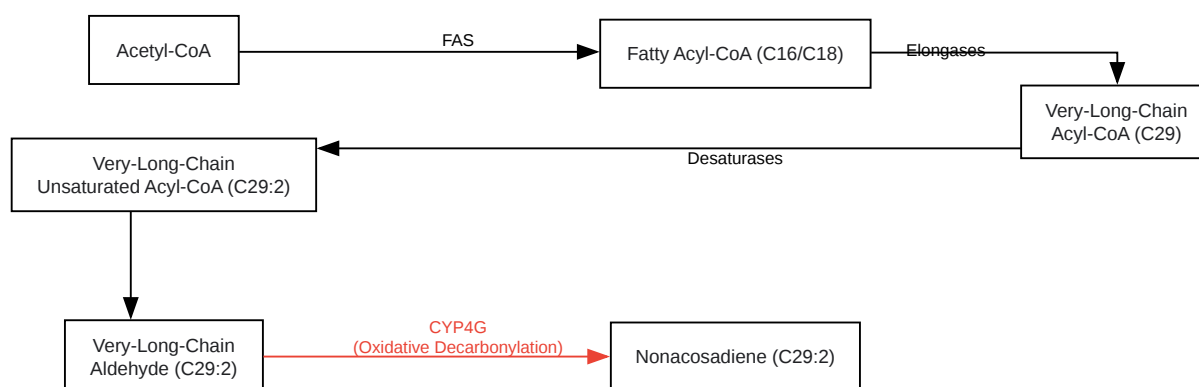 Acetyl-CoA
FAS
Fatty Acyl-CoA (C16/C18)
Elongases
Very-Long-Chain
Acyl-CoA (C29)
Desaturases
Very-Long-Chain
Unsaturated Acyl-CoA (C29:2)
Very-Long-Chain
Aldehyde (C29:2)
CYP4G
(Oxidative Decarbonylation)
Nonacosadiene (C29:2)